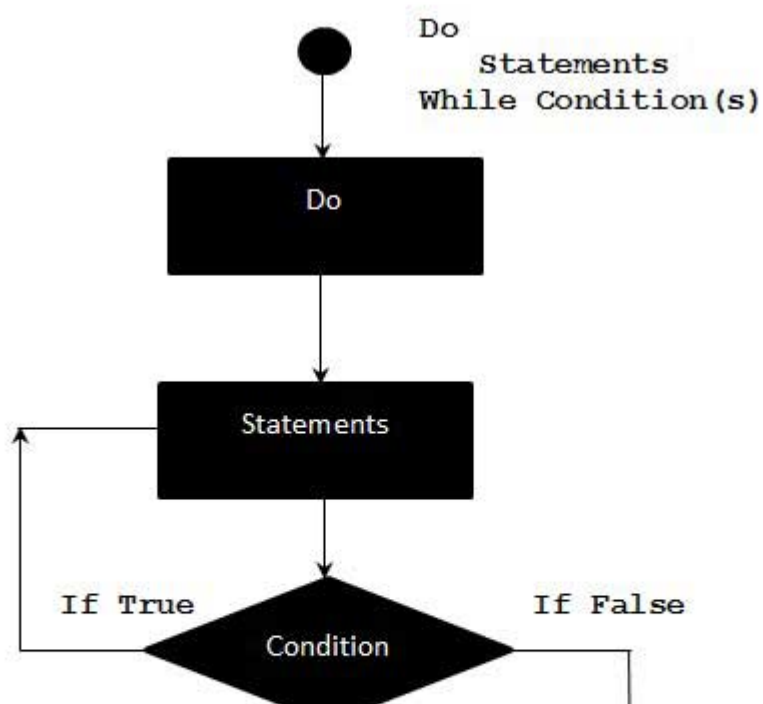 Do
Statements
While Condition(s)
Do
Statements
If True
If False
Condition